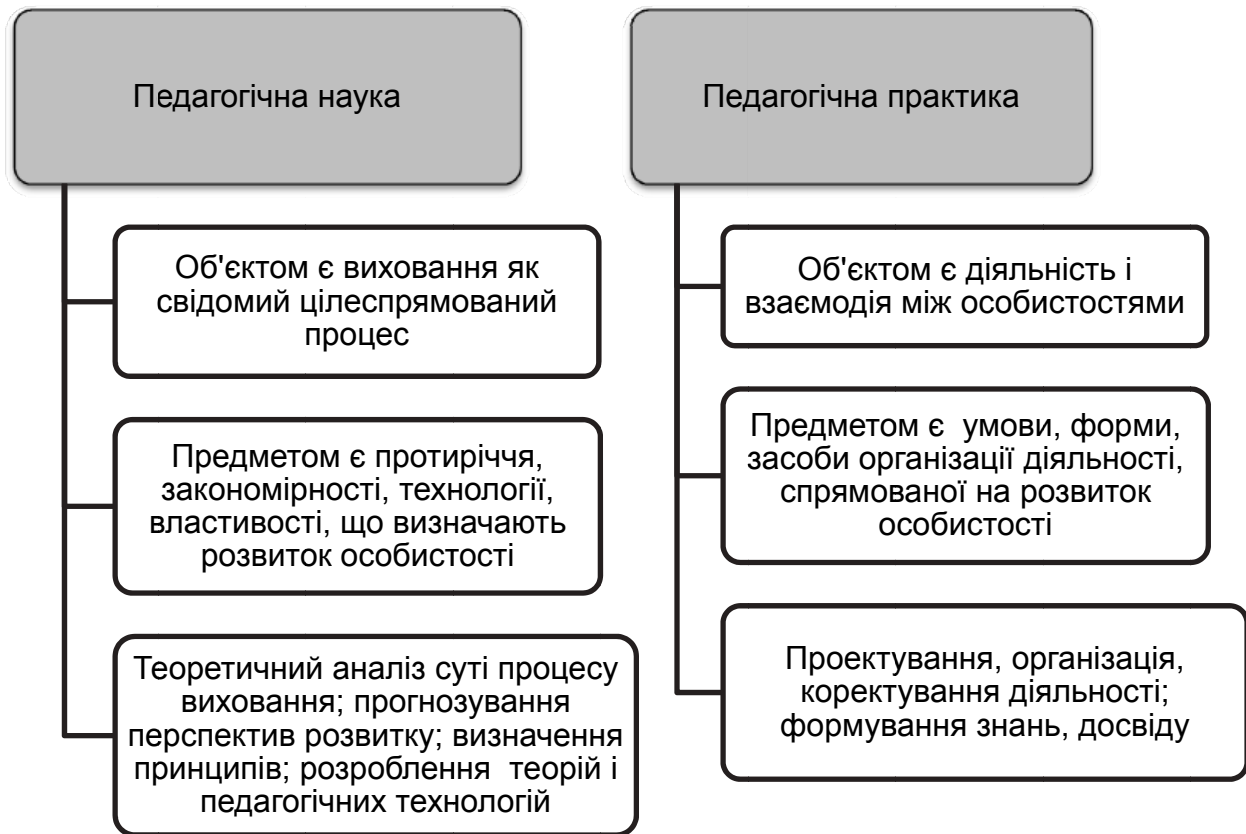 Педагогічна наука
Об'єктом є виховання як
свідомий цілеспрямований
процес
Предметом є протиріччя,
закономірності, технології,
властивості, що визначають
розвиток особистості
Теоретичний аналіз суті процесу
виховання; прогнозування
перспектив розвитку; визначення
принципів; розроблення теорій і
педагогічних технологій
Педагогічна практика
Об'єктом є діяльність і
взаємодія між особистостями
Предметом є умови, форми,
засоби організації діяльності,
спрямованої на розвиток
особистості
Проектування, організація,
коректування діяльності;
формування знань, досвіду